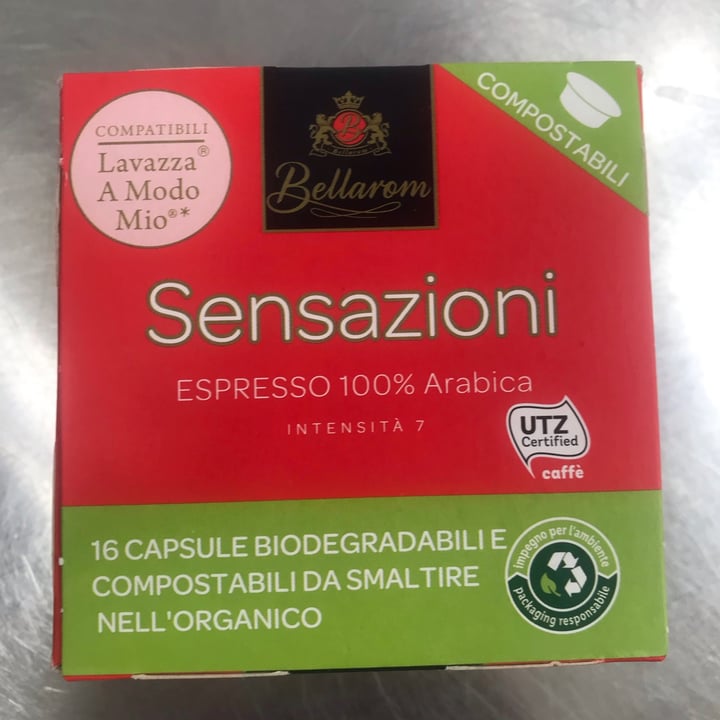 COMPATIBILI
Lavazza®
A Modo
Mio®*
Bellarom
COMPOSTABILI
Sensazioni
ESPRESSO 100% Arabica
INTENSITÀ 7
UTZ
Certified
caffè
16 CAPSULE BIODEGRADABILI E
COMPOSTABILI DA SMALTIRE
NELL'ORGANICO
impegno per l'ambiente
packaging responsabile